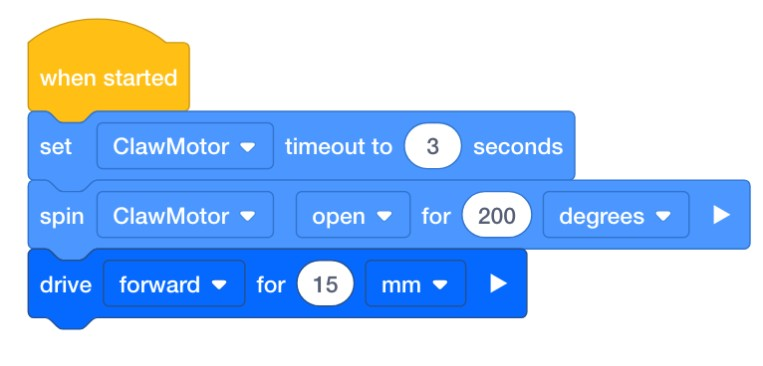 when started
set ClawMotor timeout to 3 seconds
spin ClawMotor open for 200 degrees
drive forward for 15 mm